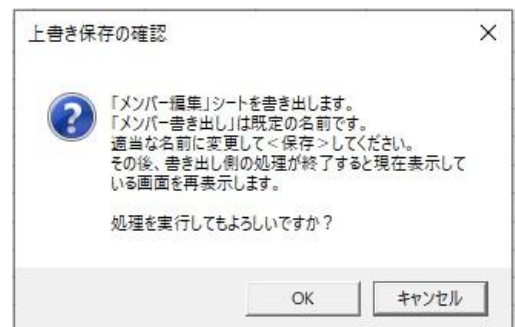 上書き保存の確認
「メンバー編集」シートを書き出します。
「メンバー書き出し」は既定の名前です。
適当な名前に変更して＜保存＞してください。
その後、書き出し側の処理が終了すると現在表示して
いる画面を再表示します。
処理を実行してもよろしいですか？
OK
キャンセル